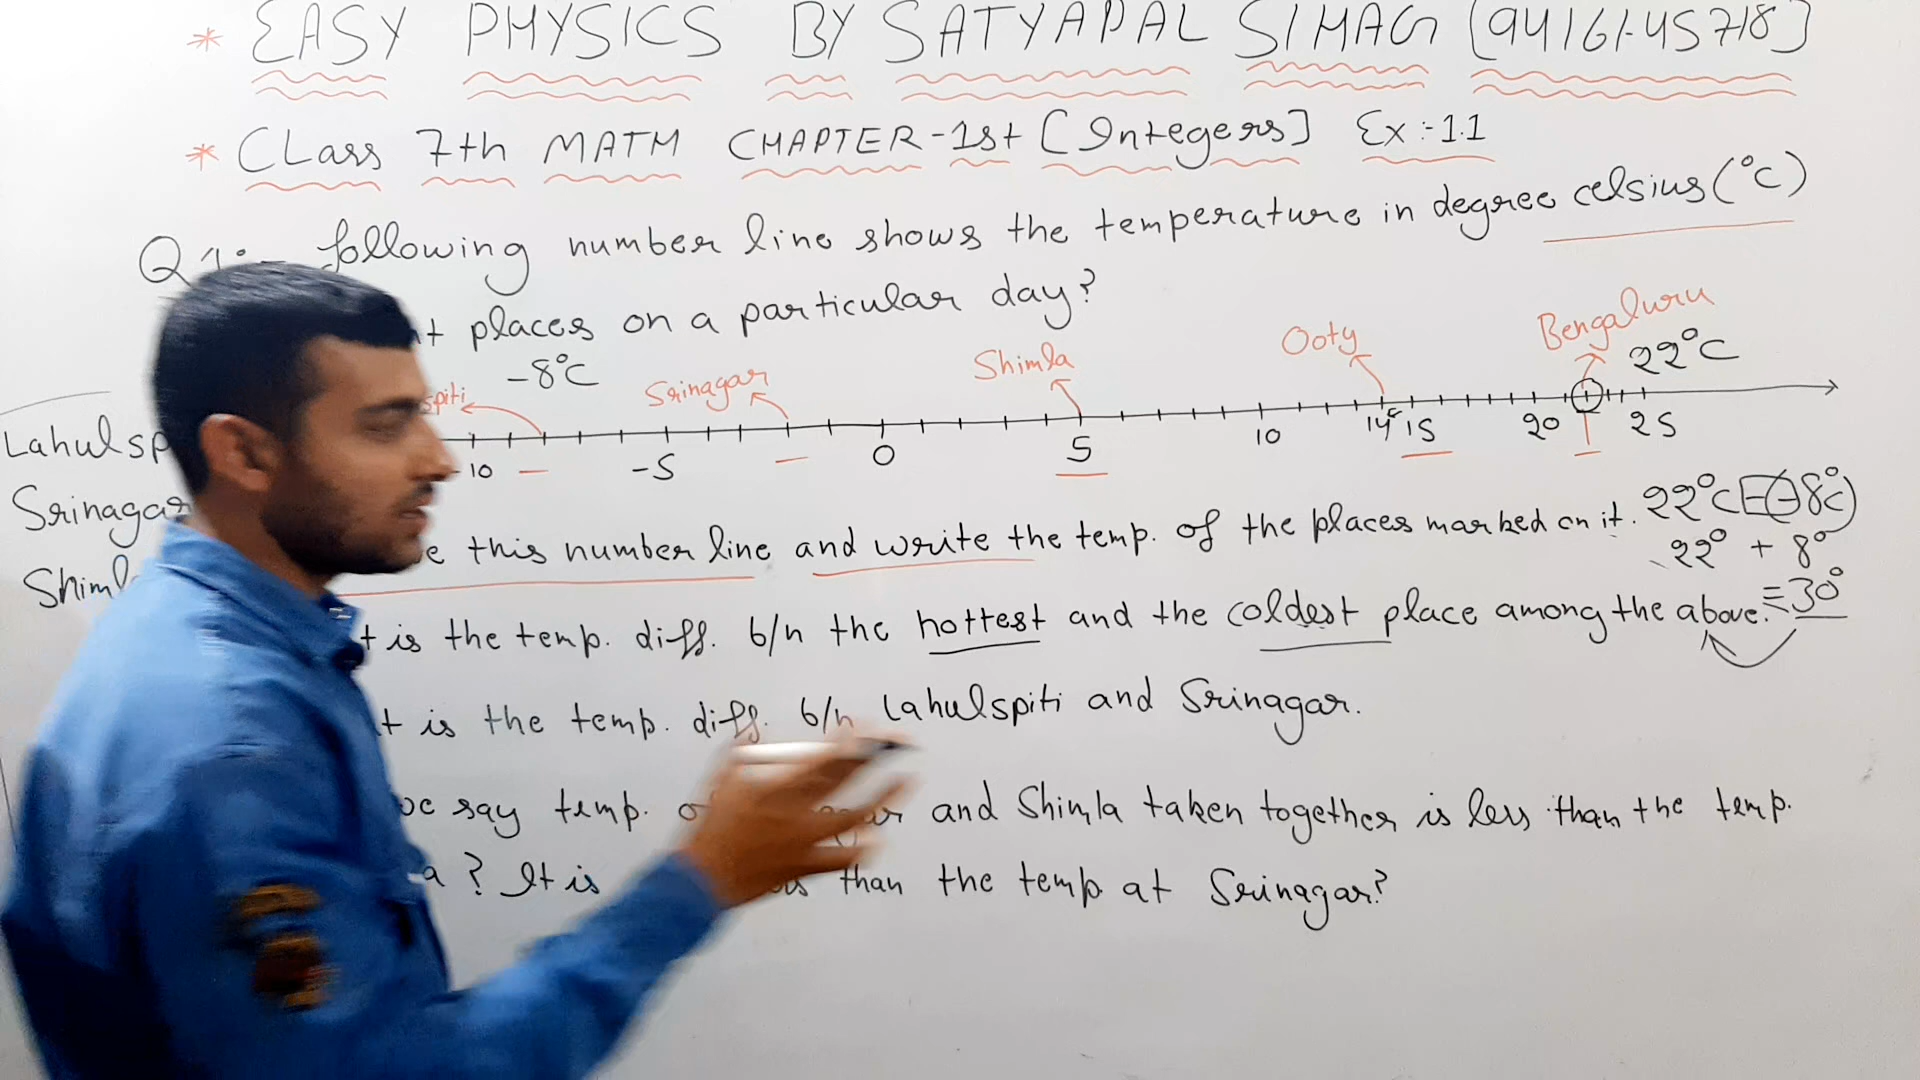 * EASY PHYSICS BY SATYAPAL SIMAG [94161-45718]
* CLass 7th MATM CHAPTER-1st [Integers] Ex:-1.1
Q1:- following number line shows the temperature in degree celsius (°c)
places on a particular day?
spiti -8°C Srinagar Shimla Ooty Bengaluru 22°C
-10 -5 0 5 10 14° 15 20 25
Lahulsp
Srinagar
Shiml
this number line and write the temp. of the places marked on it. 22°C-(-8°C)
22° + 8°
=30°
t is the temp. diff. b/n the hottest and the coldest place among the above.
t is the temp. diff. b/n Lahulspiti and Srinagar.
we say temp. and Shimla taken together is less than the temp.
a? It is than the temp at Srinagar?